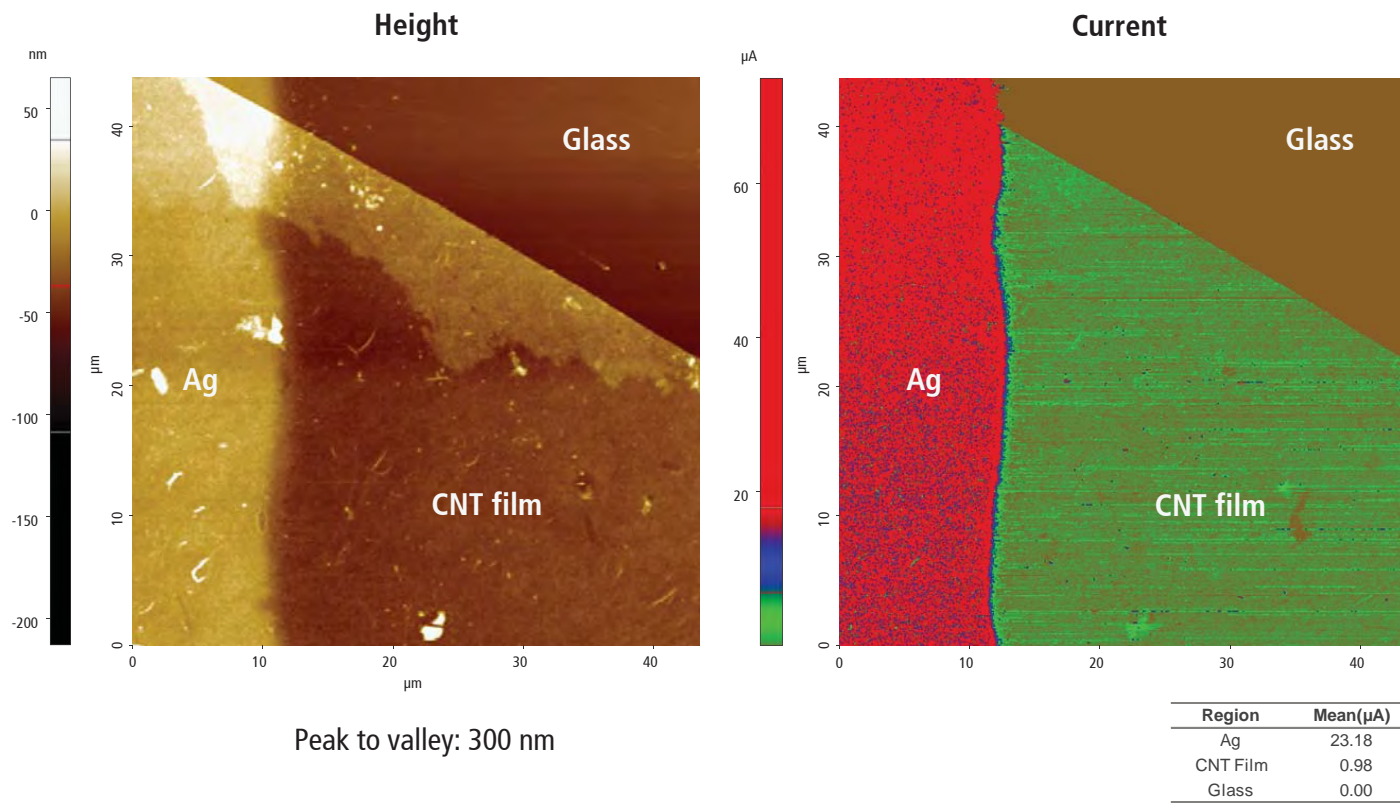 Height
nm
50
0
-50
-100
-150
-200
µm
40
30
20
10
0
Glass
Ag
CNT film
0 10 20 30 40
µm
Peak to valley: 300 nm
Current
µA
60
40
20
µm
40
30
20
10
0
Glass
Ag
CNT film
0 10 20 30 40
Region Mean(µA)
Ag 23.18
CNT Film 0.98
Glass 0.00